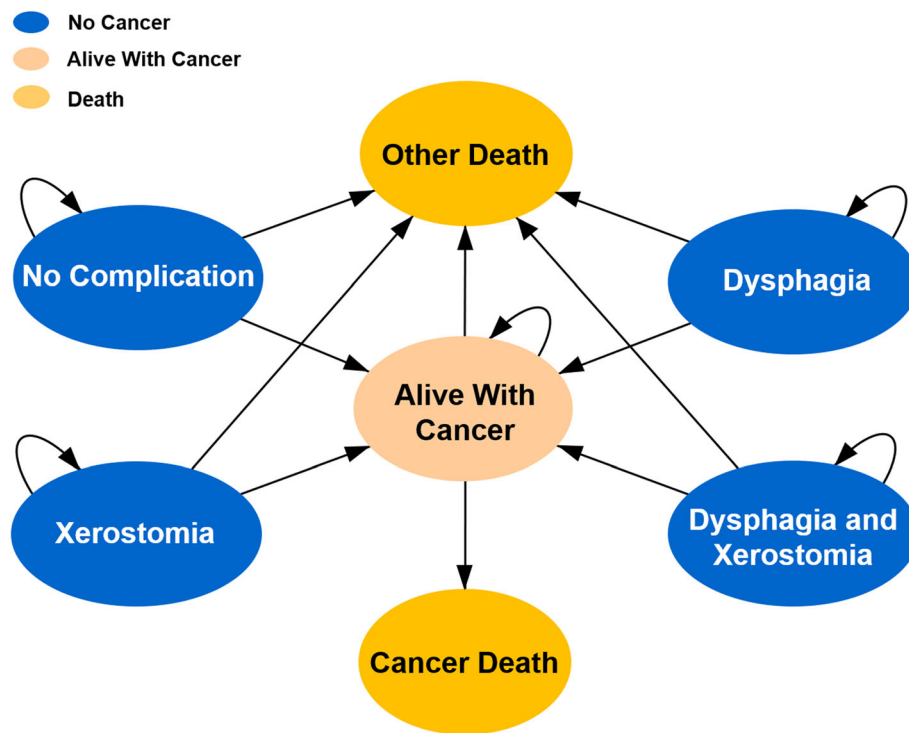 No Cancer
Alive With Cancer
Death
Other Death
No Complication
Dysphagia
Alive With
Cancer
Xerostomia
Dysphagia and
Xerostomia
Cancer Death